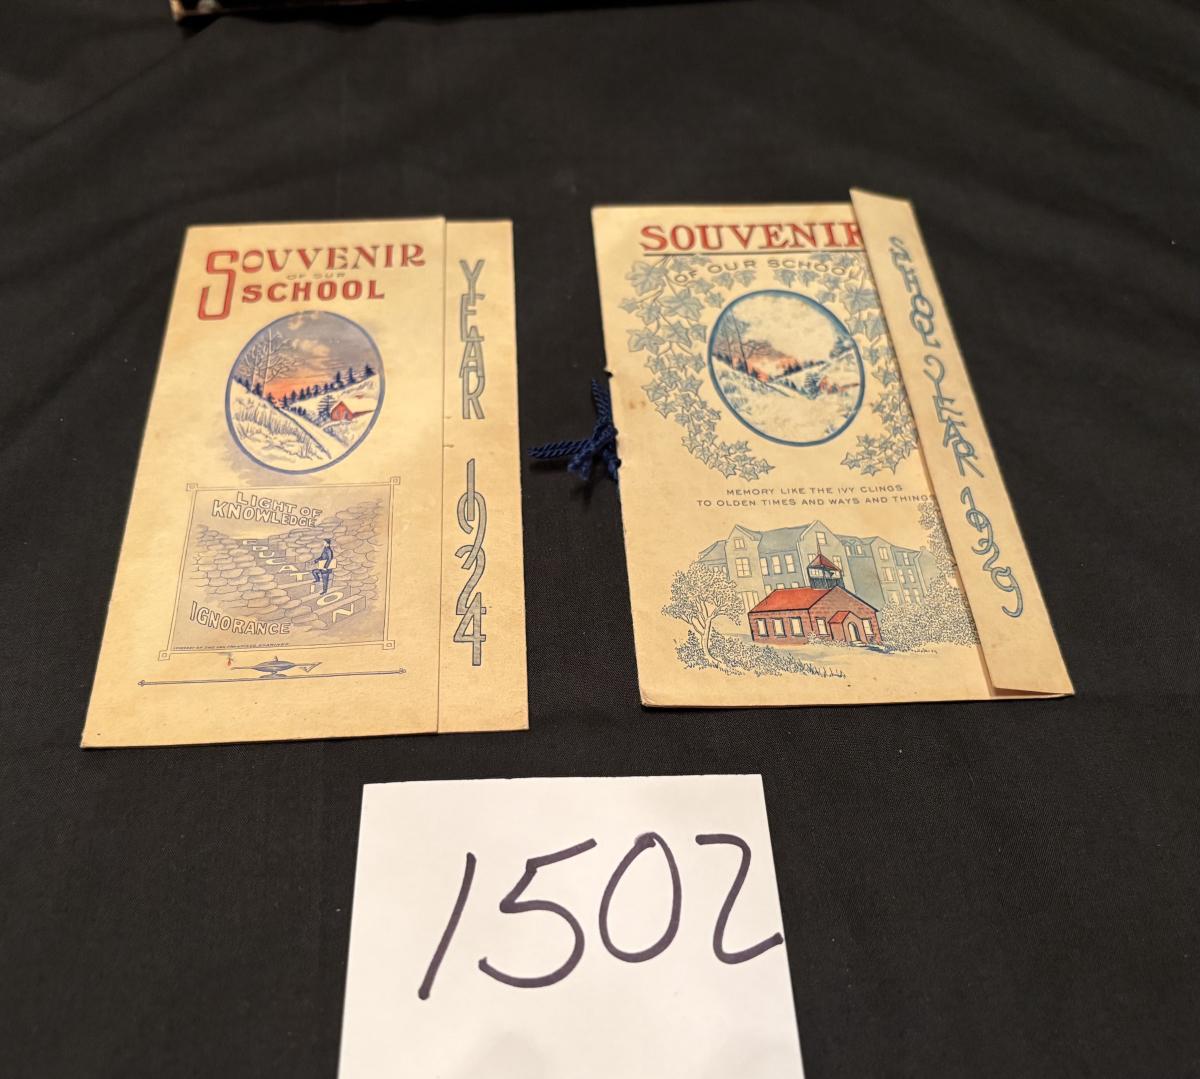 SOUVENIR
OF OUR
SCHOOL
YEAR 1924
LIGHT OF
KNOWLEDGE
EDUCATION
IGNORANCE
SOUVENIR
OF OUR SCHOOL
SCHOOL YEAR 1929
MEMORY LIKE THE IVY CLINGS
TO OLDEN TIMES AND WAYS AND THINGS
1502